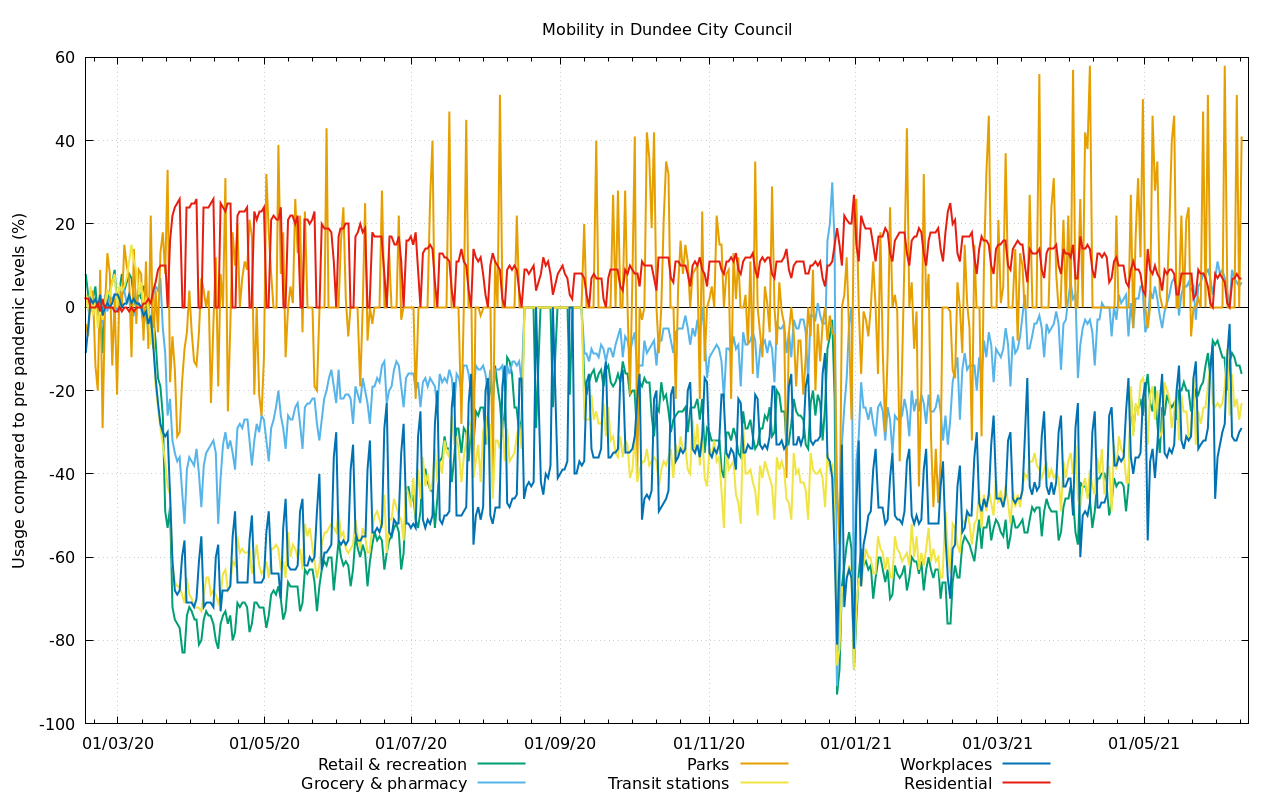 Mobility in Dundee City Council
Usage compared to pre pandemic levels (%)
60
40
20
0
-20
-40
-60
-80
-100
01/03/20 01/05/20 01/07/20 01/09/20 01/11/20 01/01/21 01/03/21 01/05/21
Retail & recreation Parks Workplaces
Grocery & pharmacy Transit stations Residential